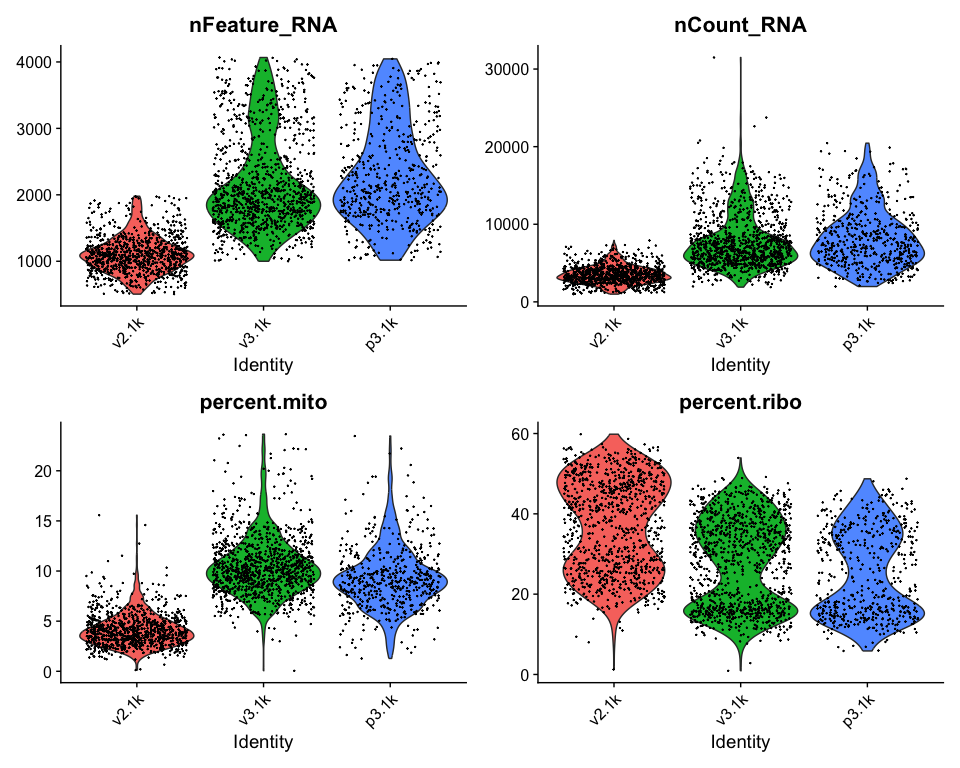 nFeature_RNA
4000
3000
2000
1000
v2.1k
v3.1k
p3.1k
Identity
nCount_RNA
30000
20000
10000
0
v2.1k
v3.1k
p3.1k
Identity
percent.mito
20
15
10
5
0
v2.1k
v3.1k
p3.1k
Identity
percent.ribo
60
40
20
0
v2.1k
v3.1k
p3.1k
Identity